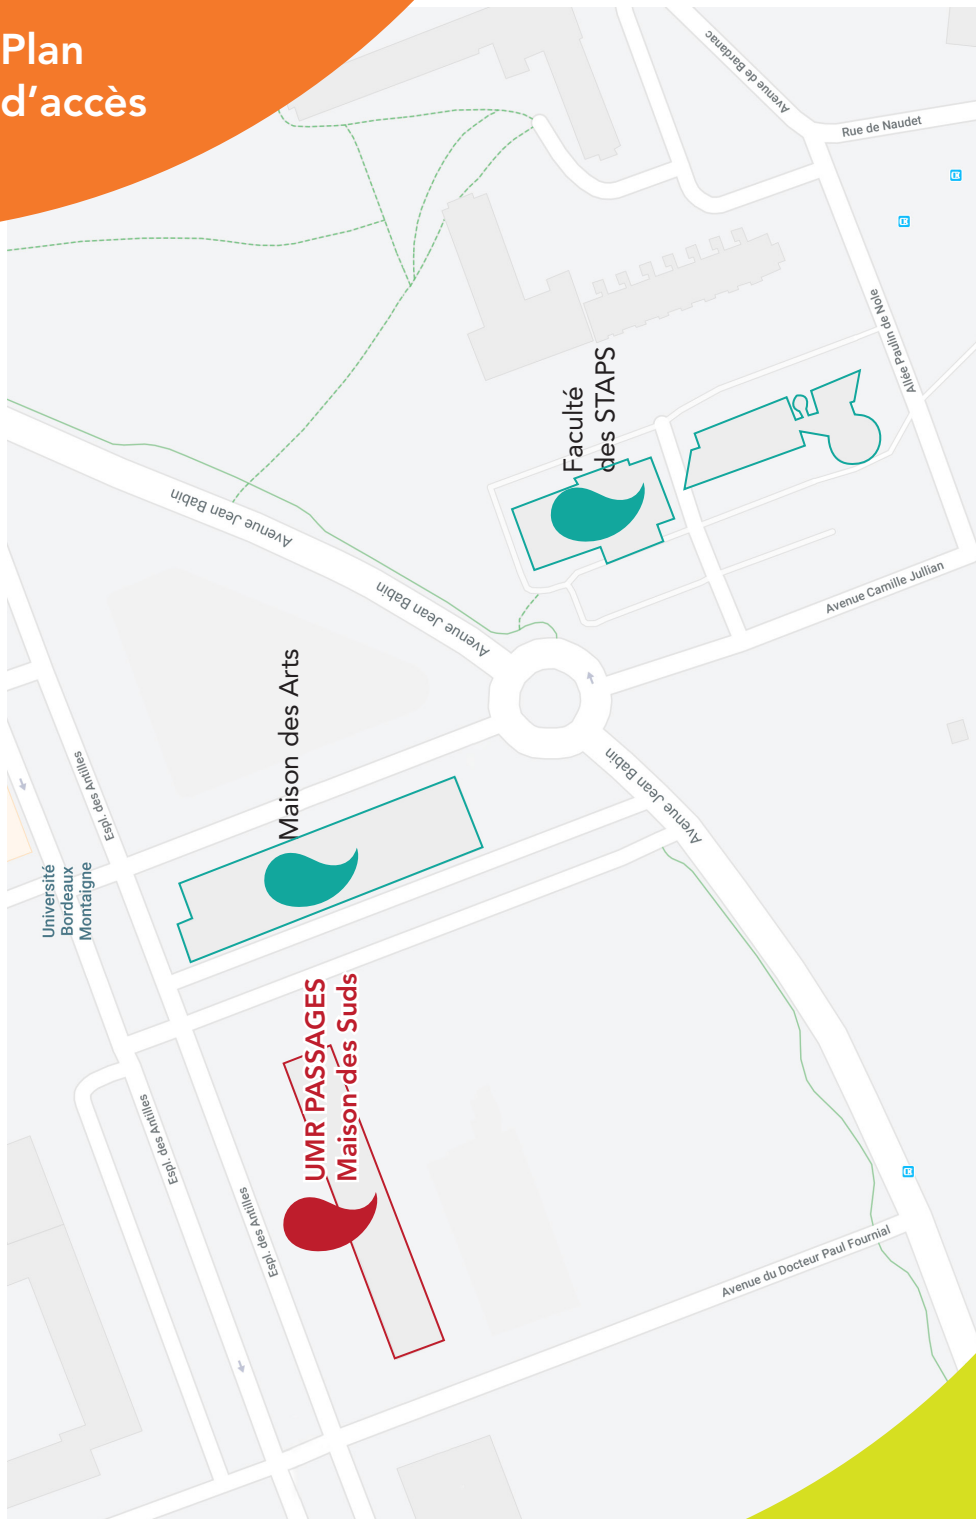 Plan
d'accès
Avenue de Bardanac
Rue de Naudet
Allée Paulin de Nole
Faculté
des STAPS
Avenue Jean Babin
Avenue Jean Babin
Avenue Camille Jullian
Maison des Arts
Avenue Jean Babin
Espl. des Antilles
Université
Bordeaux
Montaigne
UMR PASSAGES
Maison des Suds
Espl. des Antilles
Espl. des Antilles
Avenue du Docteur Paul Fournial